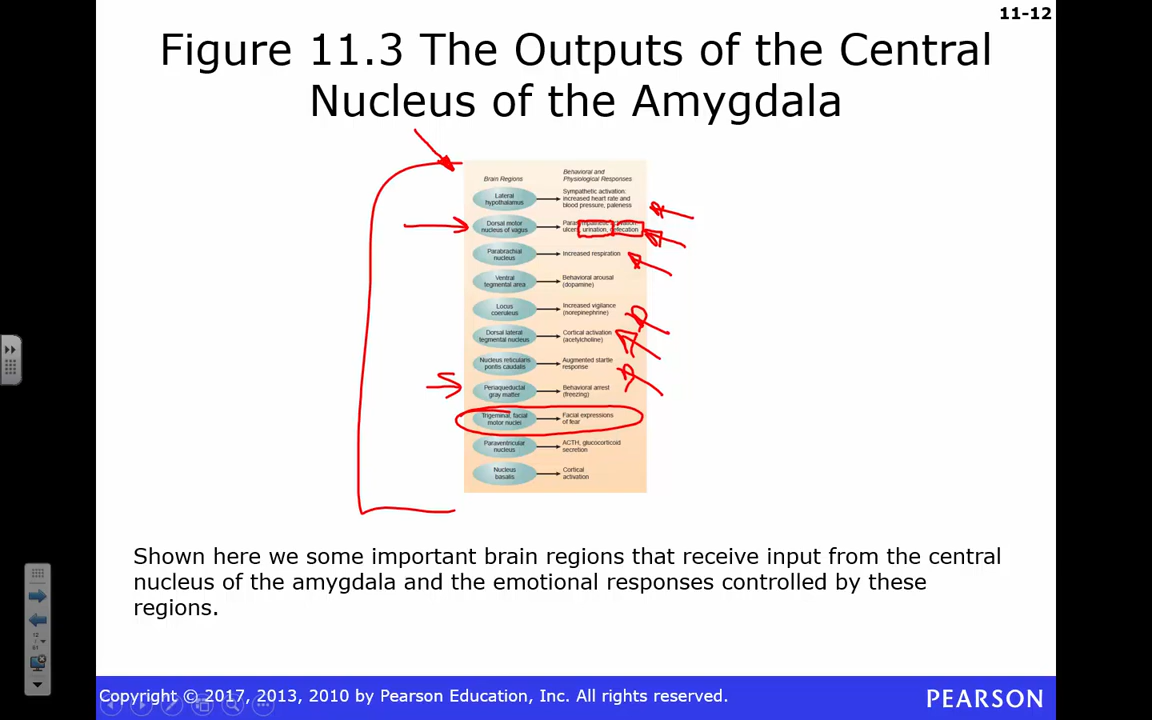 11-12
Figure 11.3 The Outputs of the Central
Nucleus of the Amygdala
Brain Regions
Behavioral and
Physiological Responses
Lateral
hypothalamus
Sympathetic activation:
increased heart rate and
blood pressure, paleness
Dorsal motor
nucleus of vagus
ulcers, urination, defecation
Parabrachial
nucleus
Increased respiration
Ventral
tegmental area
Behavioral arousal
(dopamine)
Locus
coeruleus
Increased vigilance
(norepinephrine)
Dorsal lateral
tegmental nucleus
Cortical activation
(acetylcholine)
Nucleus reticularis
pontis caudalis
Augmented startle
response
Periaqueductal
gray matter
Behavioral arrest
(freezing)
Trigeminal, facial
motor nuclei
Facial expressions
of fear
Paraventricular
nucleus
ACTH, glucocorticoid
secretion
Nucleus
basalis
Cortical
activation
Shown here we some important brain regions that receive input from the central
nucleus of the amygdala and the emotional responses controlled by these
regions.
12
/
61
Copyright © 2017, 2013, 2010 by Pearson Education, Inc. All rights reserved.
PEARSON